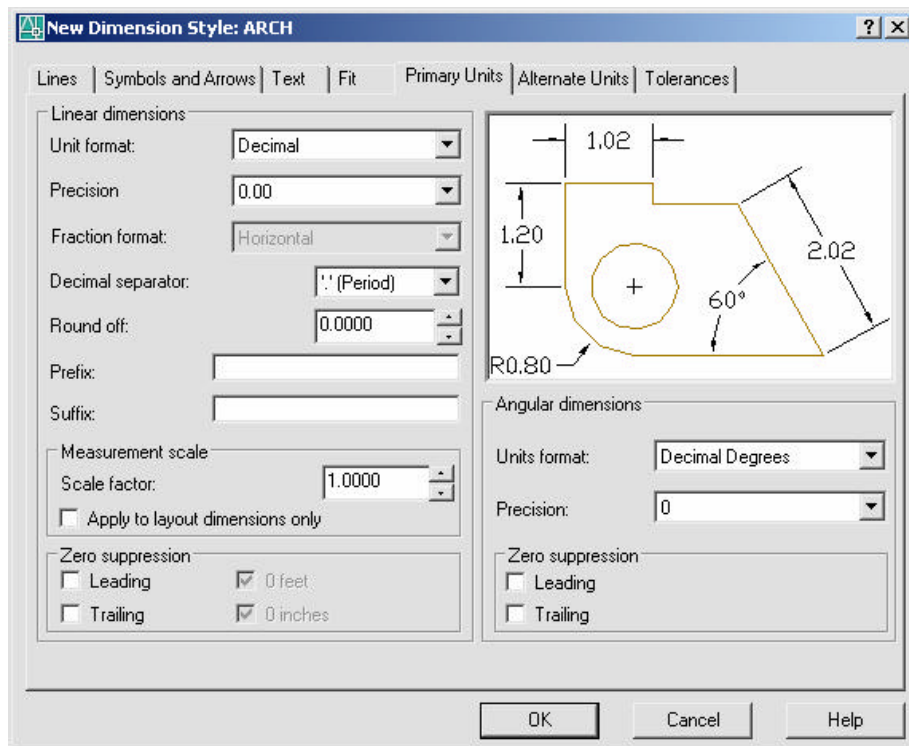 New Dimension Style: ARCH
Lines Symbols and Arrows Text Fit Primary Units Alternate Units Tolerances
Linear dimensions
Unit format: Decimal
Precision 0.00
Fraction format: Horizontal
Decimal separator: '.' (Period)
Round off: 0.0000
Prefix:
Suffix:
Measurement scale
Scale factor: 1.0000
Apply to layout dimensions only
Zero suppression
Leading 0 feet
Trailing 0 inches
1.02
1.20
2.02
60°
R0.80
Angular dimensions
Units format: Decimal Degrees
Precision: 0
Zero suppression
Leading
Trailing
OK Cancel Help